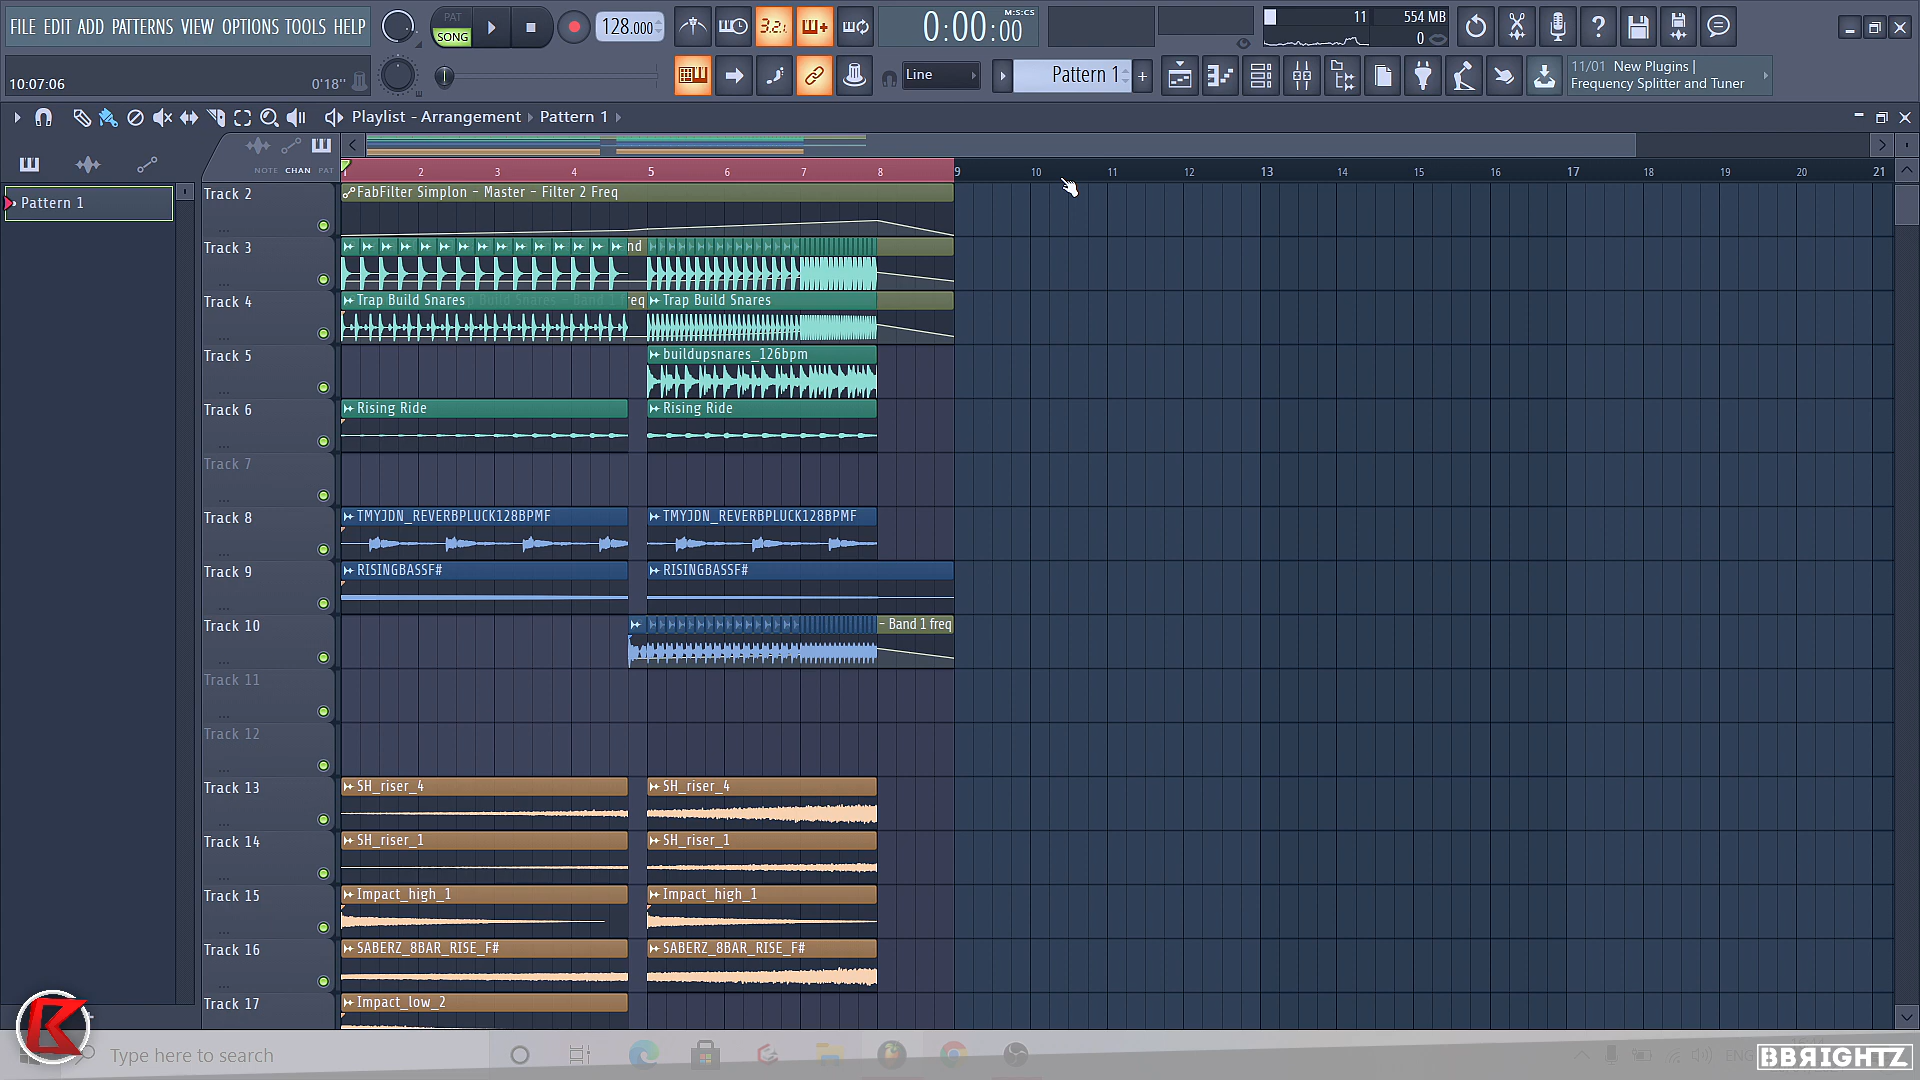 FILE EDIT ADD PATTERNS VIEW OPTIONS TOOLS HELP
PAT
SONG
128.000
3.2.
0:00:00
M:S:CS
11
554 MB
0
10:07:06
0'18"
Line
Pattern 1
+
11/01 New Plugins |
Frequency Splitter and Tuner
Playlist - Arrangement Pattern 1
NOTE CHAN PAT
Pattern 1
2 3 4 5 6 7 8 9 10 11 12 13 14 15 16 17 18 19 20 21
Track 2
FabFilter Simplon - Master - Filter 2 Freq
Track 3
nd
Track 4
Trap Build Snares
req
Trap Build Snares
Track 5
buildupsnares_126bpm
Track 6
Rising Ride
Rising Ride
Track 7
Track 8
TMYJDN_REVERBPLUCK128BPMF
TMYJDN_REVERBPLUCK128BPMF
Track 9
RISINGBASSF#
RISINGBASSF#
Track 10
- Band 1 freq
Track 11
Track 12
Track 13
SH_riser_4
SH_riser_4
Track 14
SH_riser_1
SH_riser_1
Track 15
Impact_high_1
Impact_high_1
Track 16
SABERZ_8BAR_RISE_F#
SABERZ_8BAR_RISE_F#
Track 17
Impact_low_2
Type here to search
BBRIGHTZ